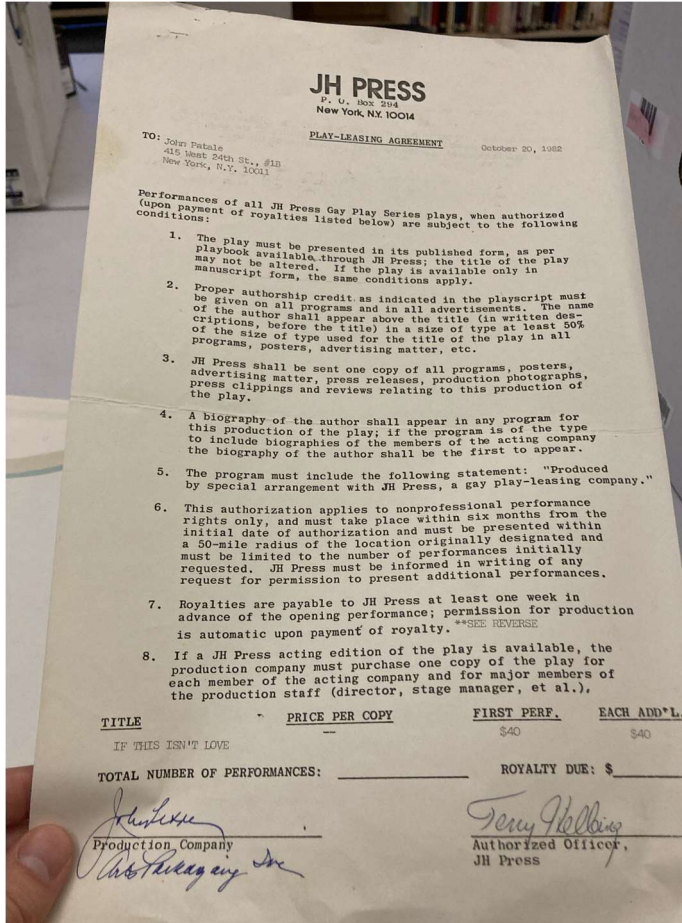 JH PRESS
P. O. Box 294
New York, N.Y. 10014
PLAY-LEASING AGREEMENT
October 20, 1982
TO: John Patale
415 West 24th St., #1B
New York, N.Y. 10011
Performances of all JH Press Gay Play Series plays, when authorized
(upon payment of royalties listed below) are subject to the following
conditions:
1. The play must be presented in its published form, as per
playbook available through JH Press; the title of the play
may not be altered. If the play is available only in
manuscript form, the same conditions apply.
2. Proper authorship credit as indicated in the playscript must
be given on all programs and in all advertisements. The name
of the author shall appear above the title (in written des-
criptions, before the title) in a size of type at least 50%
of the size of type used for the title of the play in all
programs, posters, advertising matter, etc.
3. JH Press shall be sent one copy of all programs, posters,
advertising matter, press releases, production photographs,
press clippings and reviews relating to this production of
the play.
4. A biography of the author shall appear in any program for
this production of the play; if the program is of the type
to include biographies of the members of the acting company
the biography of the author shall be the first to appear.
5. The program must include the following statement: "Produced
by special arrangement with JH Press, a gay play-leasing company."
6. This authorization applies to nonprofessional performance
rights only, and must take place within six months from the
initial date of authorization and must be presented within
a 50-mile radius of the location originally designated and
must be limited to the number of performances initially
requested. JH Press must be informed in writing of any
request for permission to present additional performances.
7. Royalties are payable to JH Press at least one week in
advance of the opening performance; permission for production
is automatic upon payment of royalty. **SEE REVERSE
8. If a JH Press acting edition of the play is available, the
production company must purchase one copy of the play for
each member of the acting company and for major members of
the production staff (director, stage manager, et al.),
TITLE PRICE PER COPY FIRST PERF. EACH ADD'L.
IF THIS ISN'T LOVE -- $40 $40
TOTAL NUMBER OF PERFORMANCES: ROYALTY DUE: $
John Terry Helbing
Production Company Authorized Officer,
JH Press
Inc